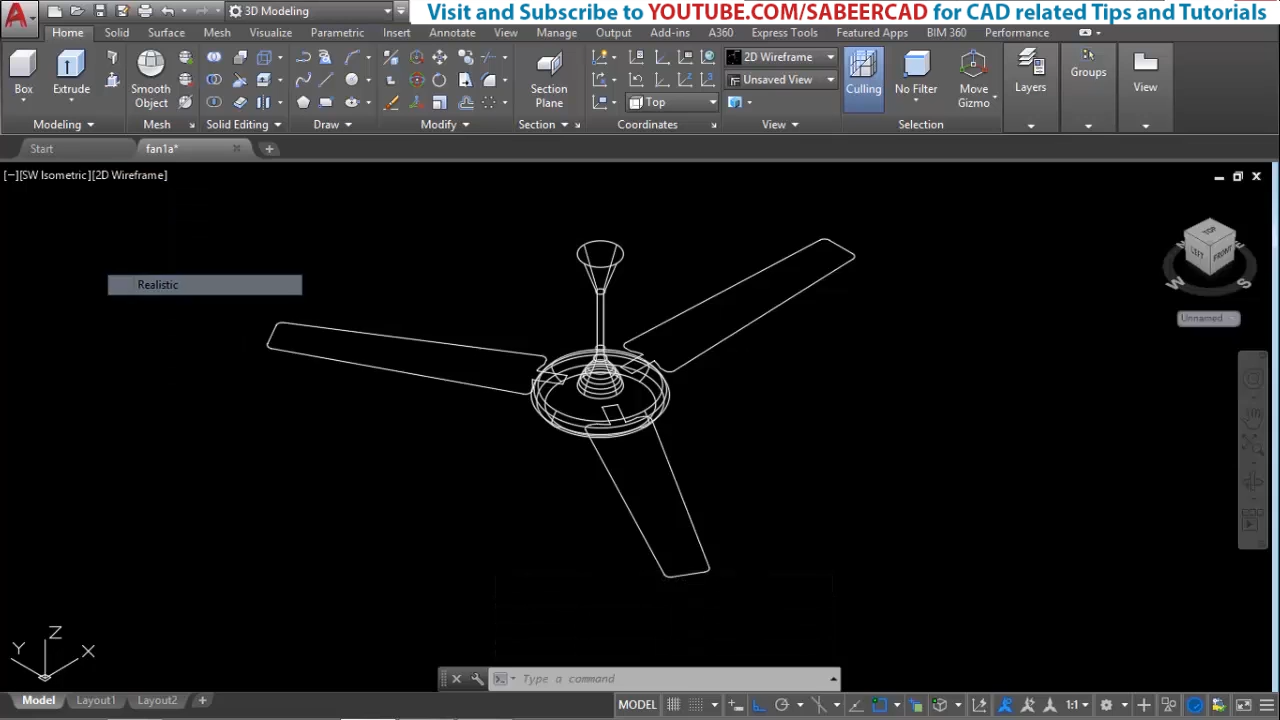 Visit and Subscribe to YOUTUBE.COM/SABEERCAD for CAD related Tips and Tutorials
3D Modeling
Home Solid Surface Mesh Visualize Parametric Insert Annotate View Manage Output Add-ins A360 Express Tools Featured Apps BIM 360 Performance
2D Wireframe
Unsaved View
Top
Box Extrude Smooth Object Section Plane Culling No Filter Move Gizmo Layers Groups View
Modeling Mesh Solid Editing Draw Modify Section Coordinates View Selection
Start fan1a*
[−][SW Isometric][2D Wireframe]
TOP
LEFT FRONT
W S
Unnamed
Realistic
Z
Y X
Type a command
Model Layout1 Layout2 + MODEL 1:1